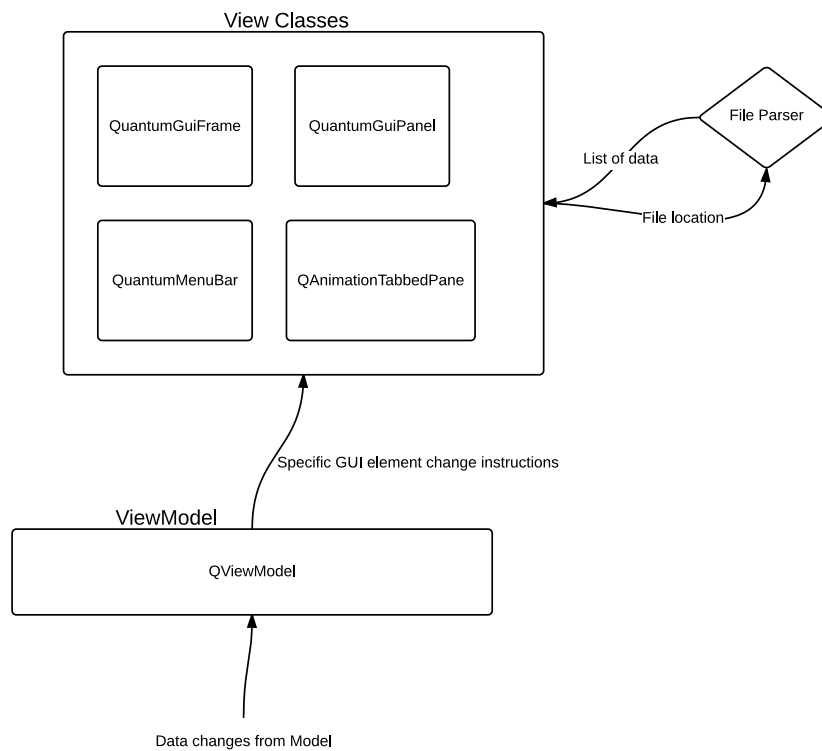 View Classes
QuantumGuiFrame
QuantumGuiPanel
File Parser
List of data
File location
QuantumMenuBar
QAnimationTabbedPane
Specific GUI element change instructions
ViewModel
QViewModel
Data changes from Model